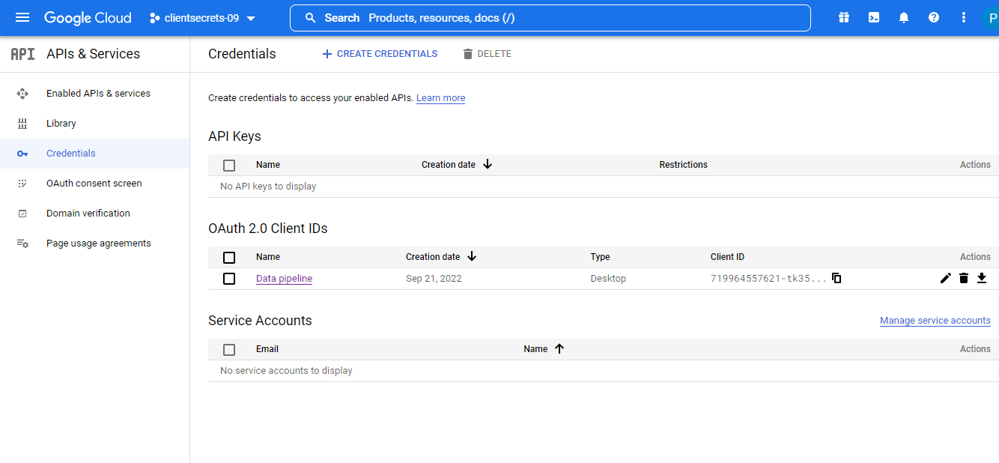 Google Cloud clientsecrets-09 Search Products, resources, docs (/) P
API APIs & Services
Enabled APIs & services
Library
Credentials
OAuth consent screen
Domain verification
Page usage agreements
Credentials CREATE CREDENTIALS DELETE
Create credentials to access your enabled APIs. Learn more
API Keys
Name Creation date Restrictions Actions
No API keys to display
OAuth 2.0 Client IDs
Name Creation date Type Client ID Actions
Data pipeline Sep 21, 2022 Desktop 719964557621-tk35...
Service Accounts Manage service accounts
Email Name Actions
No service accounts to display